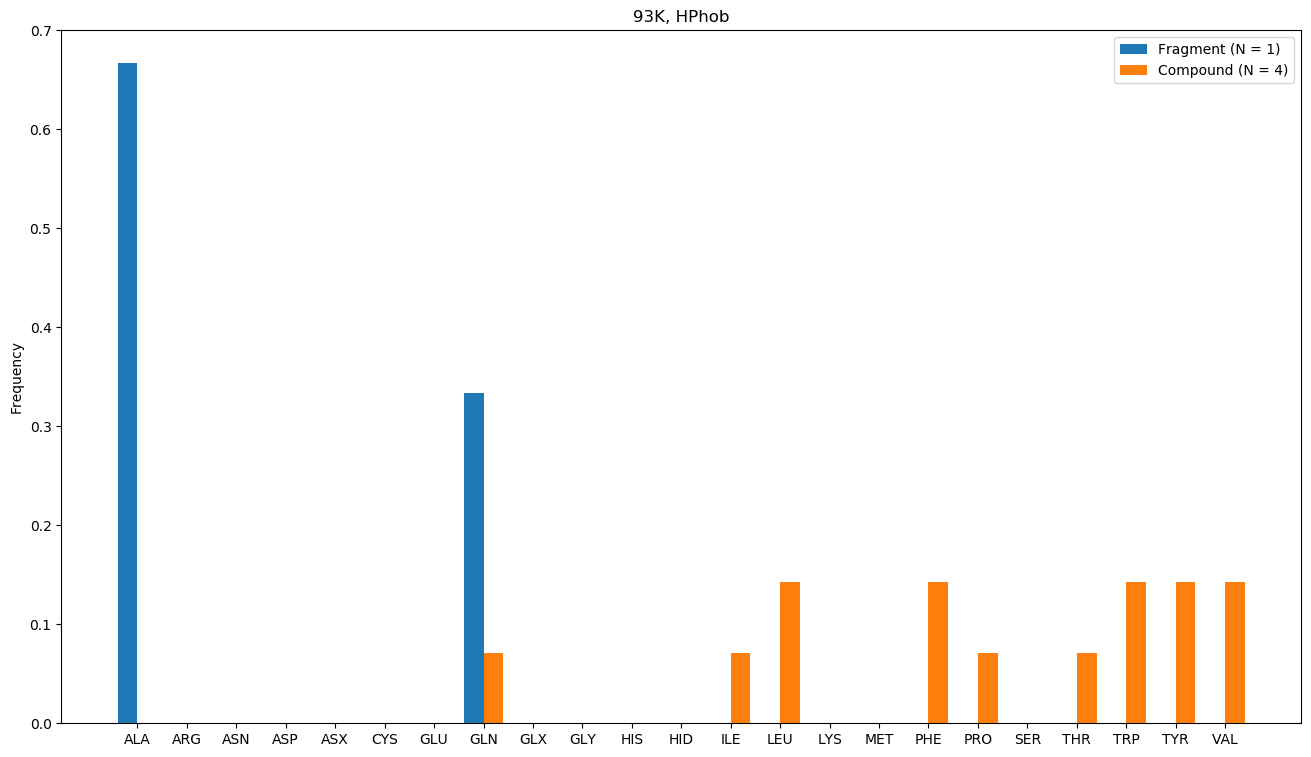 93K, HPhob
Fragment (N = 1)
Compound (N = 4)
Frequency
0.7
0.6
0.5
0.4
0.3
0.2
0.1
0.0
ALA ARG ASN ASP ASX CYS GLU GLN GLX GLY HIS HID ILE LEU LYS MET PHE PRO SER THR TRP TYR VAL